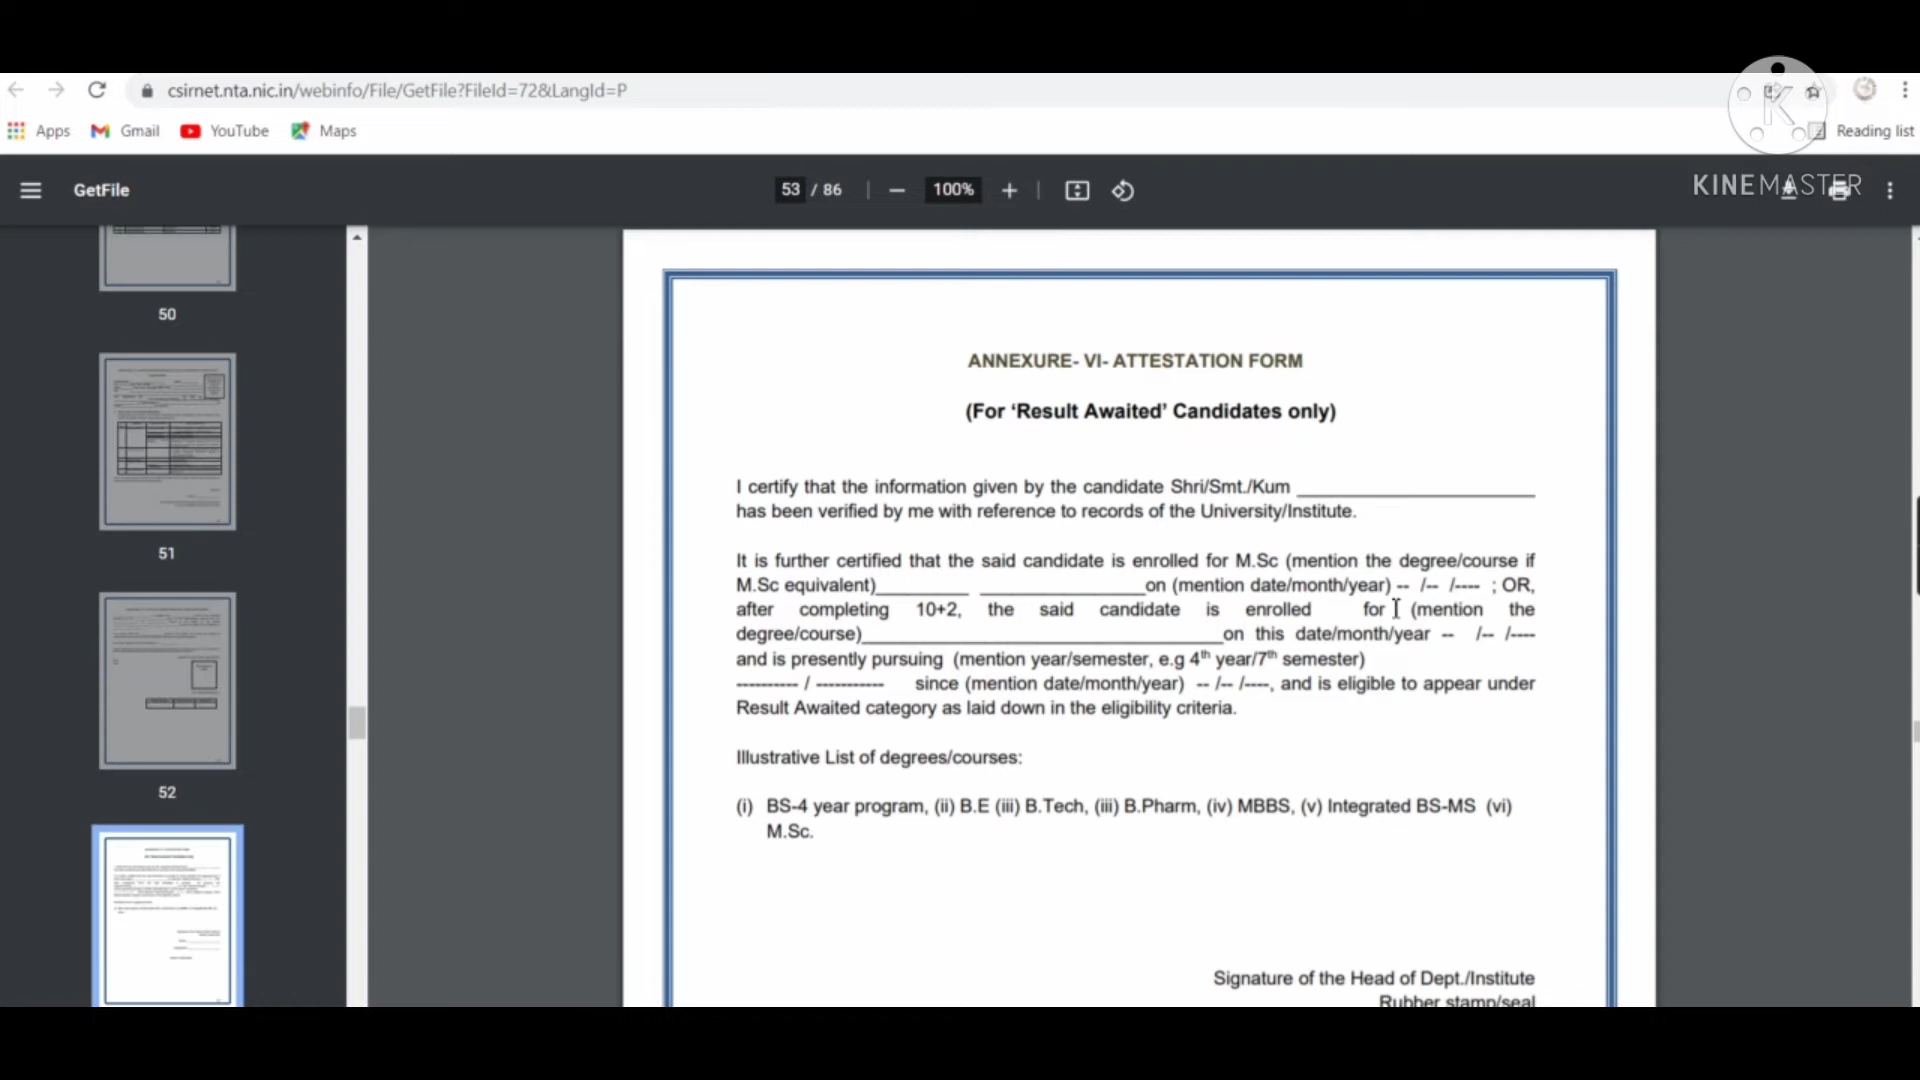 csirnet.nta.nic.in/webinfo/File/GetFile?FileId=72&LangId=P
Apps Gmail YouTube Maps Reading list
GetFile 53 / 86 100% KINEMASTER
50
51
52
ANNEXURE- VI- ATTESTATION FORM
(For ‘Result Awaited’ Candidates only)
I certify that the information given by the candidate Shri/Smt./Kum ______________________
has been verified by me with reference to records of the University/Institute.
It is further certified that the said candidate is enrolled for M.Sc (mention the degree/course if
M.Sc equivalent)_________ ________________on (mention date/month/year) -- /-- /---- ; OR,
after completing 10+2, the said candidate is enrolled for (mention the
degree/course)___________________________________on this date/month/year -- /-- /----
and is presently pursuing (mention year/semester, e.g 4th year/7th semester)
---------- / ----------- since (mention date/month/year) -- /-- /----, and is eligible to appear under
Result Awaited category as laid down in the eligibility criteria.
Illustrative List of degrees/courses:
(i) BS-4 year program, (ii) B.E (iii) B.Tech, (iii) B.Pharm, (iv) MBBS, (v) Integrated BS-MS (vi)
M.Sc.
Signature of the Head of Dept./Institute
Rubber stamp/seal